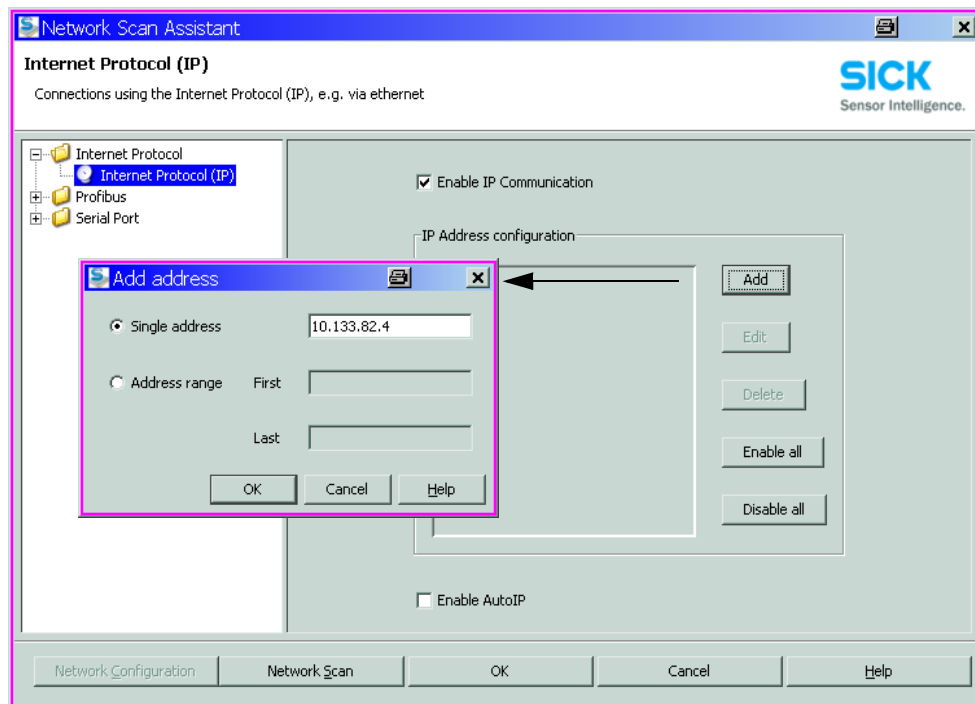 Network Scan Assistant
Internet Protocol (IP)
Connections using the Internet Protocol (IP), e.g. via ethernet
SICK
Sensor Intelligence.
Internet Protocol
Internet Protocol (IP)
Profibus
Serial Port
Enable IP Communication
IP Address configuration
Add
Edit
Delete
Enable all
Disable all
Add address
Single address
10.133.82.4
Address range
First
Last
OK
Cancel
Help
Enable AutoIP
Network Configuration
Network Scan
OK
Cancel
Help